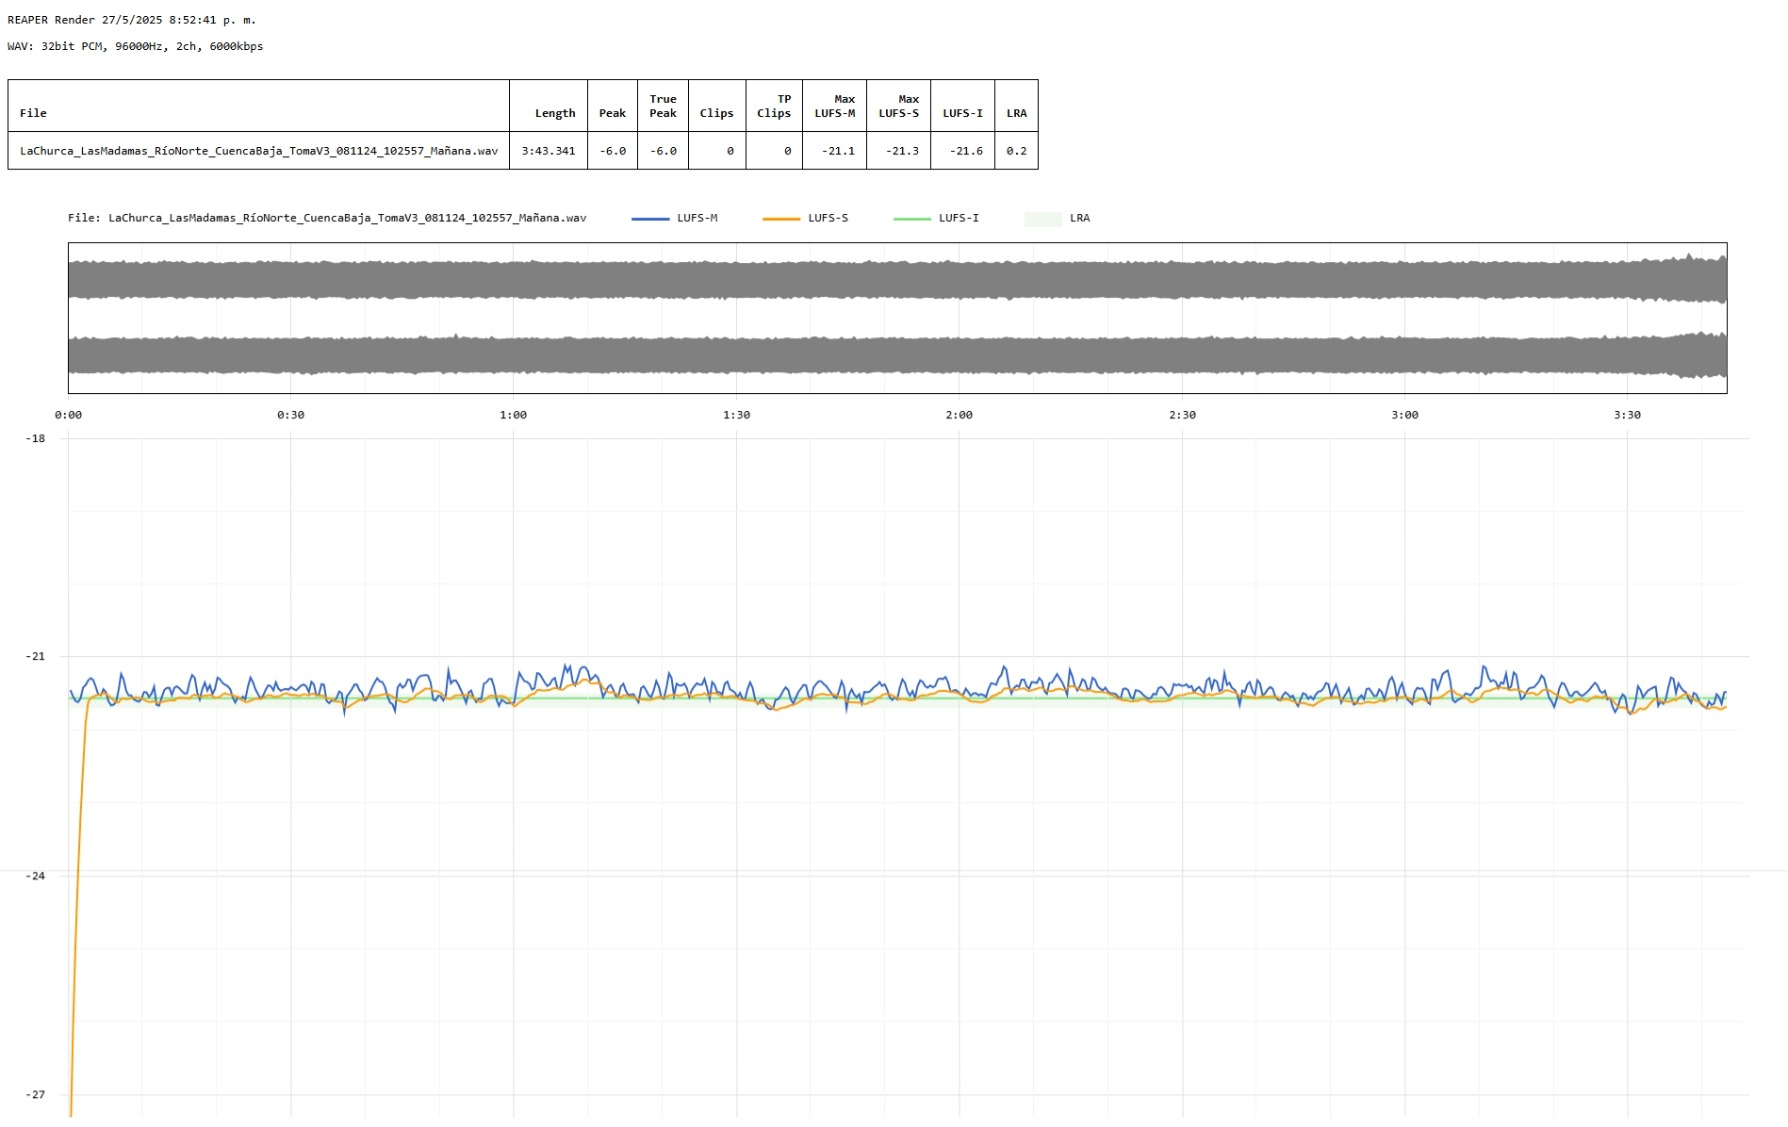 REAPER Render 27/5/2025 8:52:41 p. m.
WAV: 32bit PCM, 96000Hz, 2ch, 6000kbps
File Length Peak True Peak Clips TP Clips Max LUFS-M Max LUFS-S LUFS-I LRA
LaChurca_LasMadamas_RíoNorte_CuencaBaja_TomaV3_081124_102557_Mañana.wav 3:43.341 -6.0 -6.0 0 0 -21.1 -21.3 -21.6 0.2
File: LaChurca_LasMadamas_RíoNorte_CuencaBaja_TomaV3_081124_102557_Mañana.wav LUFS-M LUFS-S LUFS-I LRA
0:00 0:30 1:00 1:30 2:00 2:30 3:00 3:30
-18
-21
-24
-27